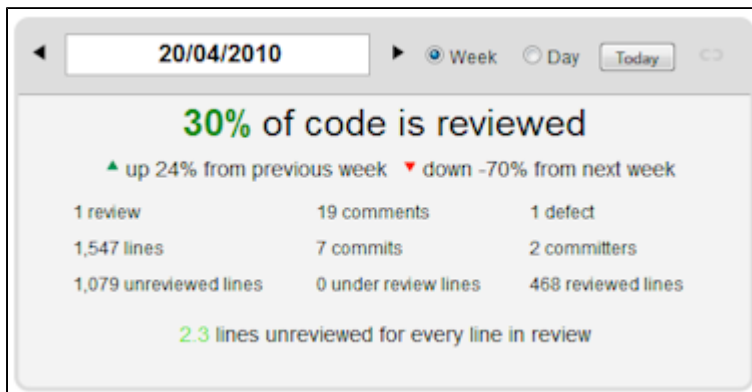 20/04/2010 Week Day Today
30% of code is reviewed
up 24% from previous week down -70% from next week
1 review 19 comments 1 defect
1,547 lines 7 commits 2 committers
1,079 unreviewed lines 0 under review lines 468 reviewed lines
2.3 lines unreviewed for every line in review